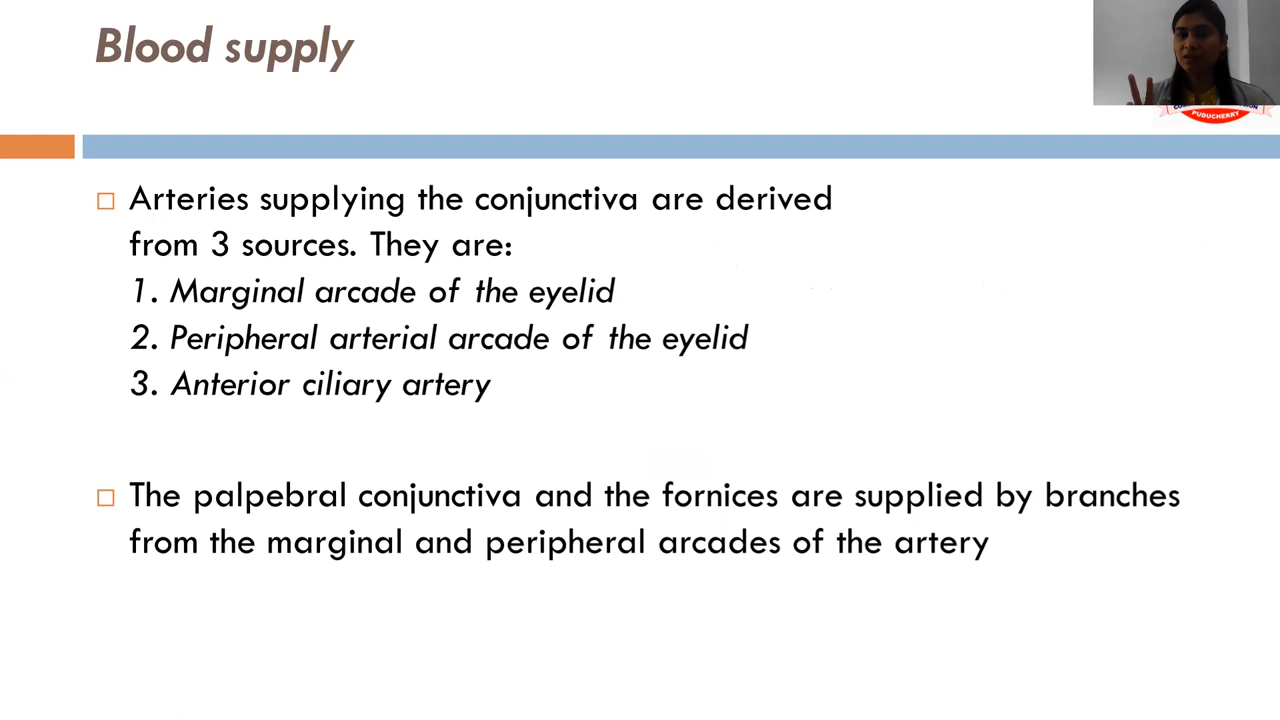 Blood supply
PUDUCHERRY
Arteries supplying the conjunctiva are derived
from 3 sources. They are:
1. Marginal arcade of the eyelid
2. Peripheral arterial arcade of the eyelid
3. Anterior ciliary artery
The palpebral conjunctiva and the fornices are supplied by branches
from the marginal and peripheral arcades of the artery